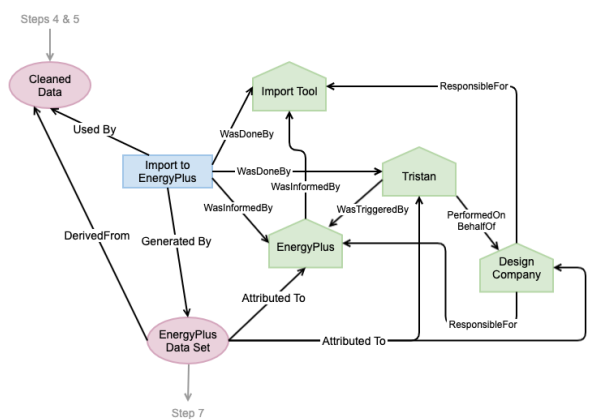 Steps 4 & 5
Cleaned
Data
Import Tool
ResponsibleFor
Used By
WasDoneBy
Import to
EnergyPlus
WasDoneBy
Tristan
WasInformedBy
WasInformedBy
WasTriggeredBy
PerformedOn
BehalfOf
DerivedFrom
Generated By
EnergyPlus
Design
Company
Attributed To
ResponsibleFor
EnergyPlus
Data Set
Attributed To
Step 7